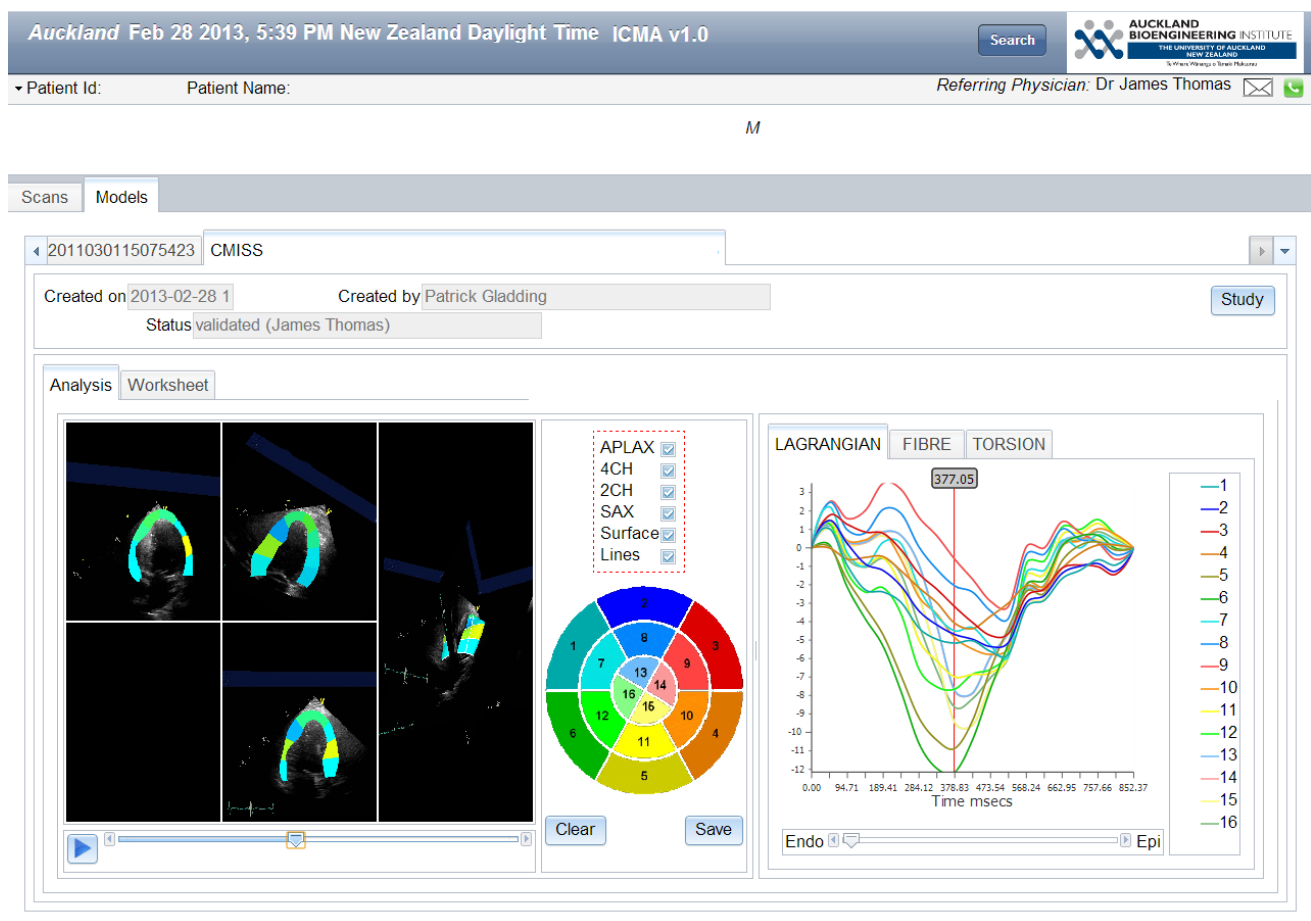 Auckland Feb 28 2013, 5:39 PM New Zealand Daylight Time ICMA v1.0
Search
AUCKLAND
BIOENGINEERING INSTITUTE
THE UNIVERSITY OF AUCKLAND
NEW ZEALAND
Patient Id: Patient Name: Referring Physician: Dr James Thomas
M
Scans Models
2011030115075423 CMISS
Created on 2013-02-28 1 Created by Patrick Gladding Study
Status validated (James Thomas)
Analysis Worksheet
APLAX
4CH
2CH
SAX
Surface
Lines
2
1 8 3
7 13 9
14
16 15
6 12 10 4
11
5
Clear Save
LAGRANGIAN FIBRE TORSION
377.05
3
2
1
0
-1
-2
-3
-4
-5
-6
-7
-8
-9
-10
-11
-12
0.00 94.71 189.41 284.12 378.83 473.54 568.24 662.95 757.66 852.37
Time msecs
Endo Epi
1
2
3
4
5
6
7
8
9
10
11
12
13
14
15
16